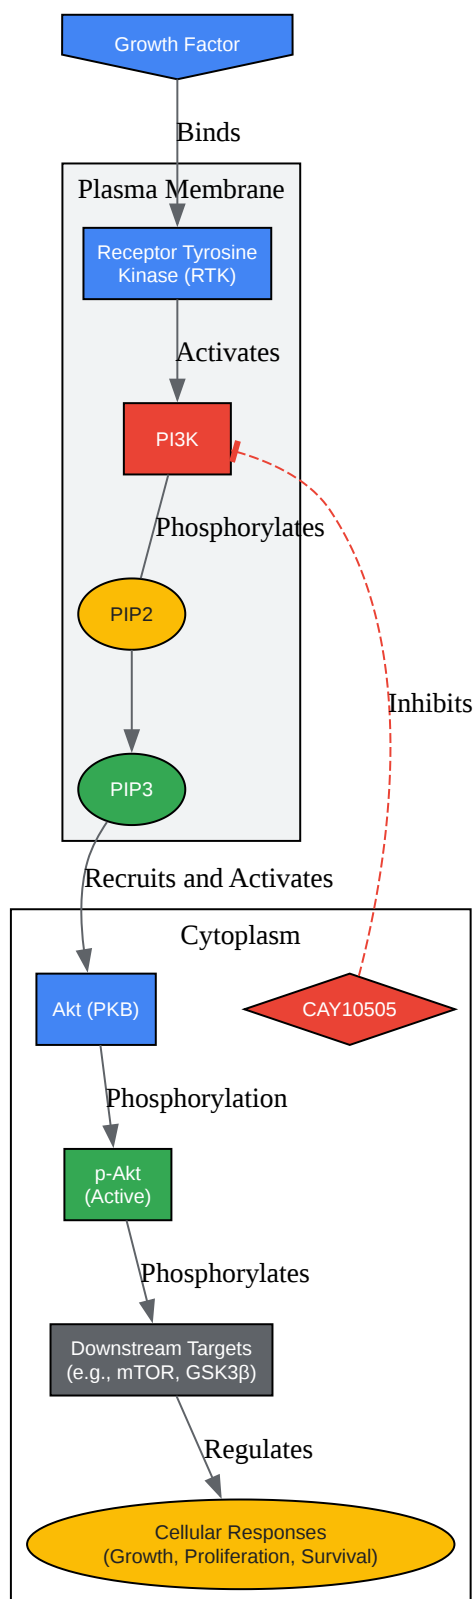 Growth Factor
Binds
Plasma Membrane
Receptor Tyrosine
Kinase (RTK)
Activates
PI3K
Phosphorylates
PIP2
Inhibits
PIP3
Recruits and Activates
Cytoplasm
Akt (PKB)
CAY10505
Phosphorylation
p-Akt
(Active)
Phosphorylates
Downstream Targets
(e.g., mTOR, GSK3β)
Regulates
Cellular Responses
(Growth, Proliferation, Survival)